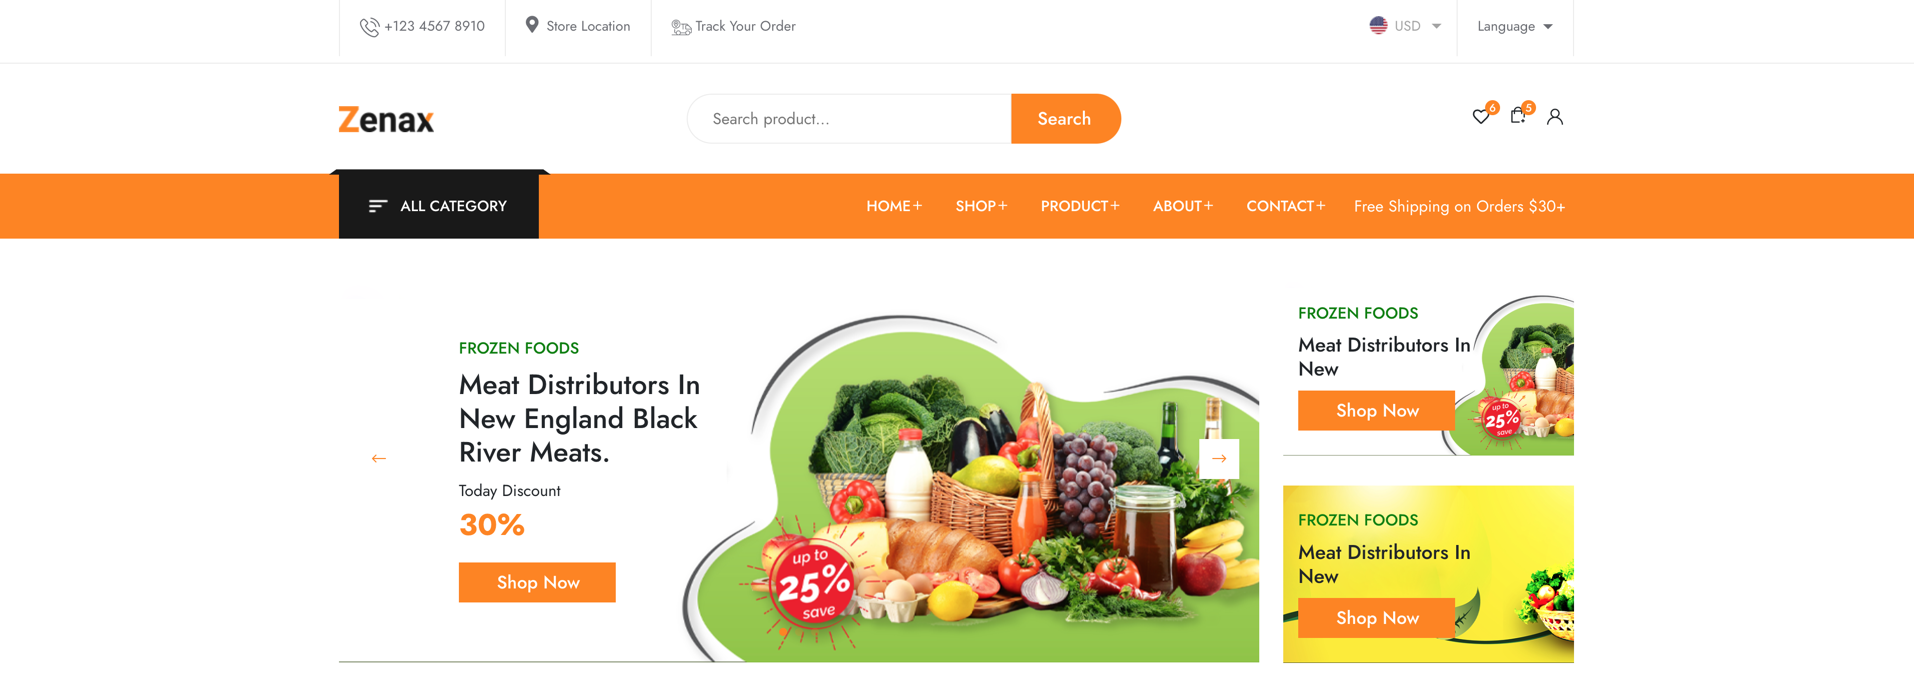 +123 4567 8910
Store Location
Track Your Order
USD
Language
Zenax
Search product...
Search
6
5
ALL CATEGORY
HOME+
SHOP+
PRODUCT+
ABOUT+
CONTACT+
Free Shipping on Orders $30+
FROZEN FOODS
Meat Distributors In
New England Black
River Meats.
Today Discount
30%
Shop Now
up to
25%
save
FROZEN FOODS
Meat Distributors In
New
Shop Now
up to
25%
save
FROZEN FOODS
Meat Distributors In
New
Shop Now